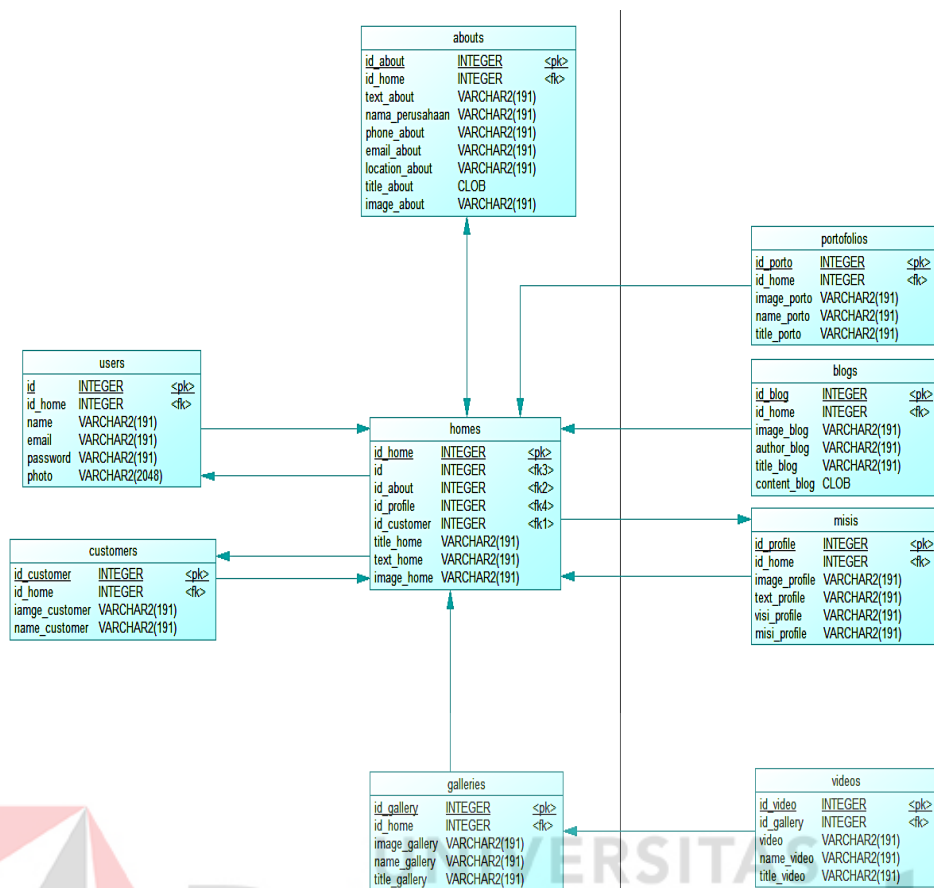 abouts
id_about INTEGER <pk>
id_home INTEGER <fk>
text_about VARCHAR2(191)
nama_perusahaan VARCHAR2(191)
phone_about VARCHAR2(191)
email_about VARCHAR2(191)
location_about VARCHAR2(191)
title_about CLOB
image_about VARCHAR2(191)
portofolios
id_porto INTEGER <pk>
id_home INTEGER <fk>
image_porto VARCHAR2(191)
name_porto VARCHAR2(191)
title_porto VARCHAR2(191)
users
id INTEGER <pk>
id_home INTEGER <fk>
name VARCHAR2(191)
email VARCHAR2(191)
password VARCHAR2(191)
photo VARCHAR2(2048)
blogs
id_blog INTEGER <pk>
id_home INTEGER <fk>
image_blog VARCHAR2(191)
author_blog VARCHAR2(191)
title_blog VARCHAR2(191)
content_blog CLOB
homes
id_home INTEGER <pk>
id INTEGER <fk3>
id_about INTEGER <fk2>
id_profile INTEGER <fk4>
id_customer INTEGER <fk1>
title_home VARCHAR2(191)
text_home VARCHAR2(191)
image_home VARCHAR2(191)
misis
id_profile INTEGER <pk>
id_home INTEGER <fk>
image_profile VARCHAR2(191)
text_profile VARCHAR2(191)
visi_profile VARCHAR2(191)
misi_profile VARCHAR2(191)
customers
id_customer INTEGER <pk>
id_home INTEGER <fk>
iamge_customer VARCHAR2(191)
name_customer VARCHAR2(191)
galleries
id_gallery INTEGER <pk>
id_home INTEGER <fk>
image_gallery VARCHAR2(191)
name_gallery VARCHAR2(191)
title_gallery VARCHAR2(191)
videos
id_video INTEGER <pk>
id_gallery INTEGER <fk>
video VARCHAR2(191)
name_video VARCHAR2(191)
title_video VARCHAR2(191)
UNIVERSITAS